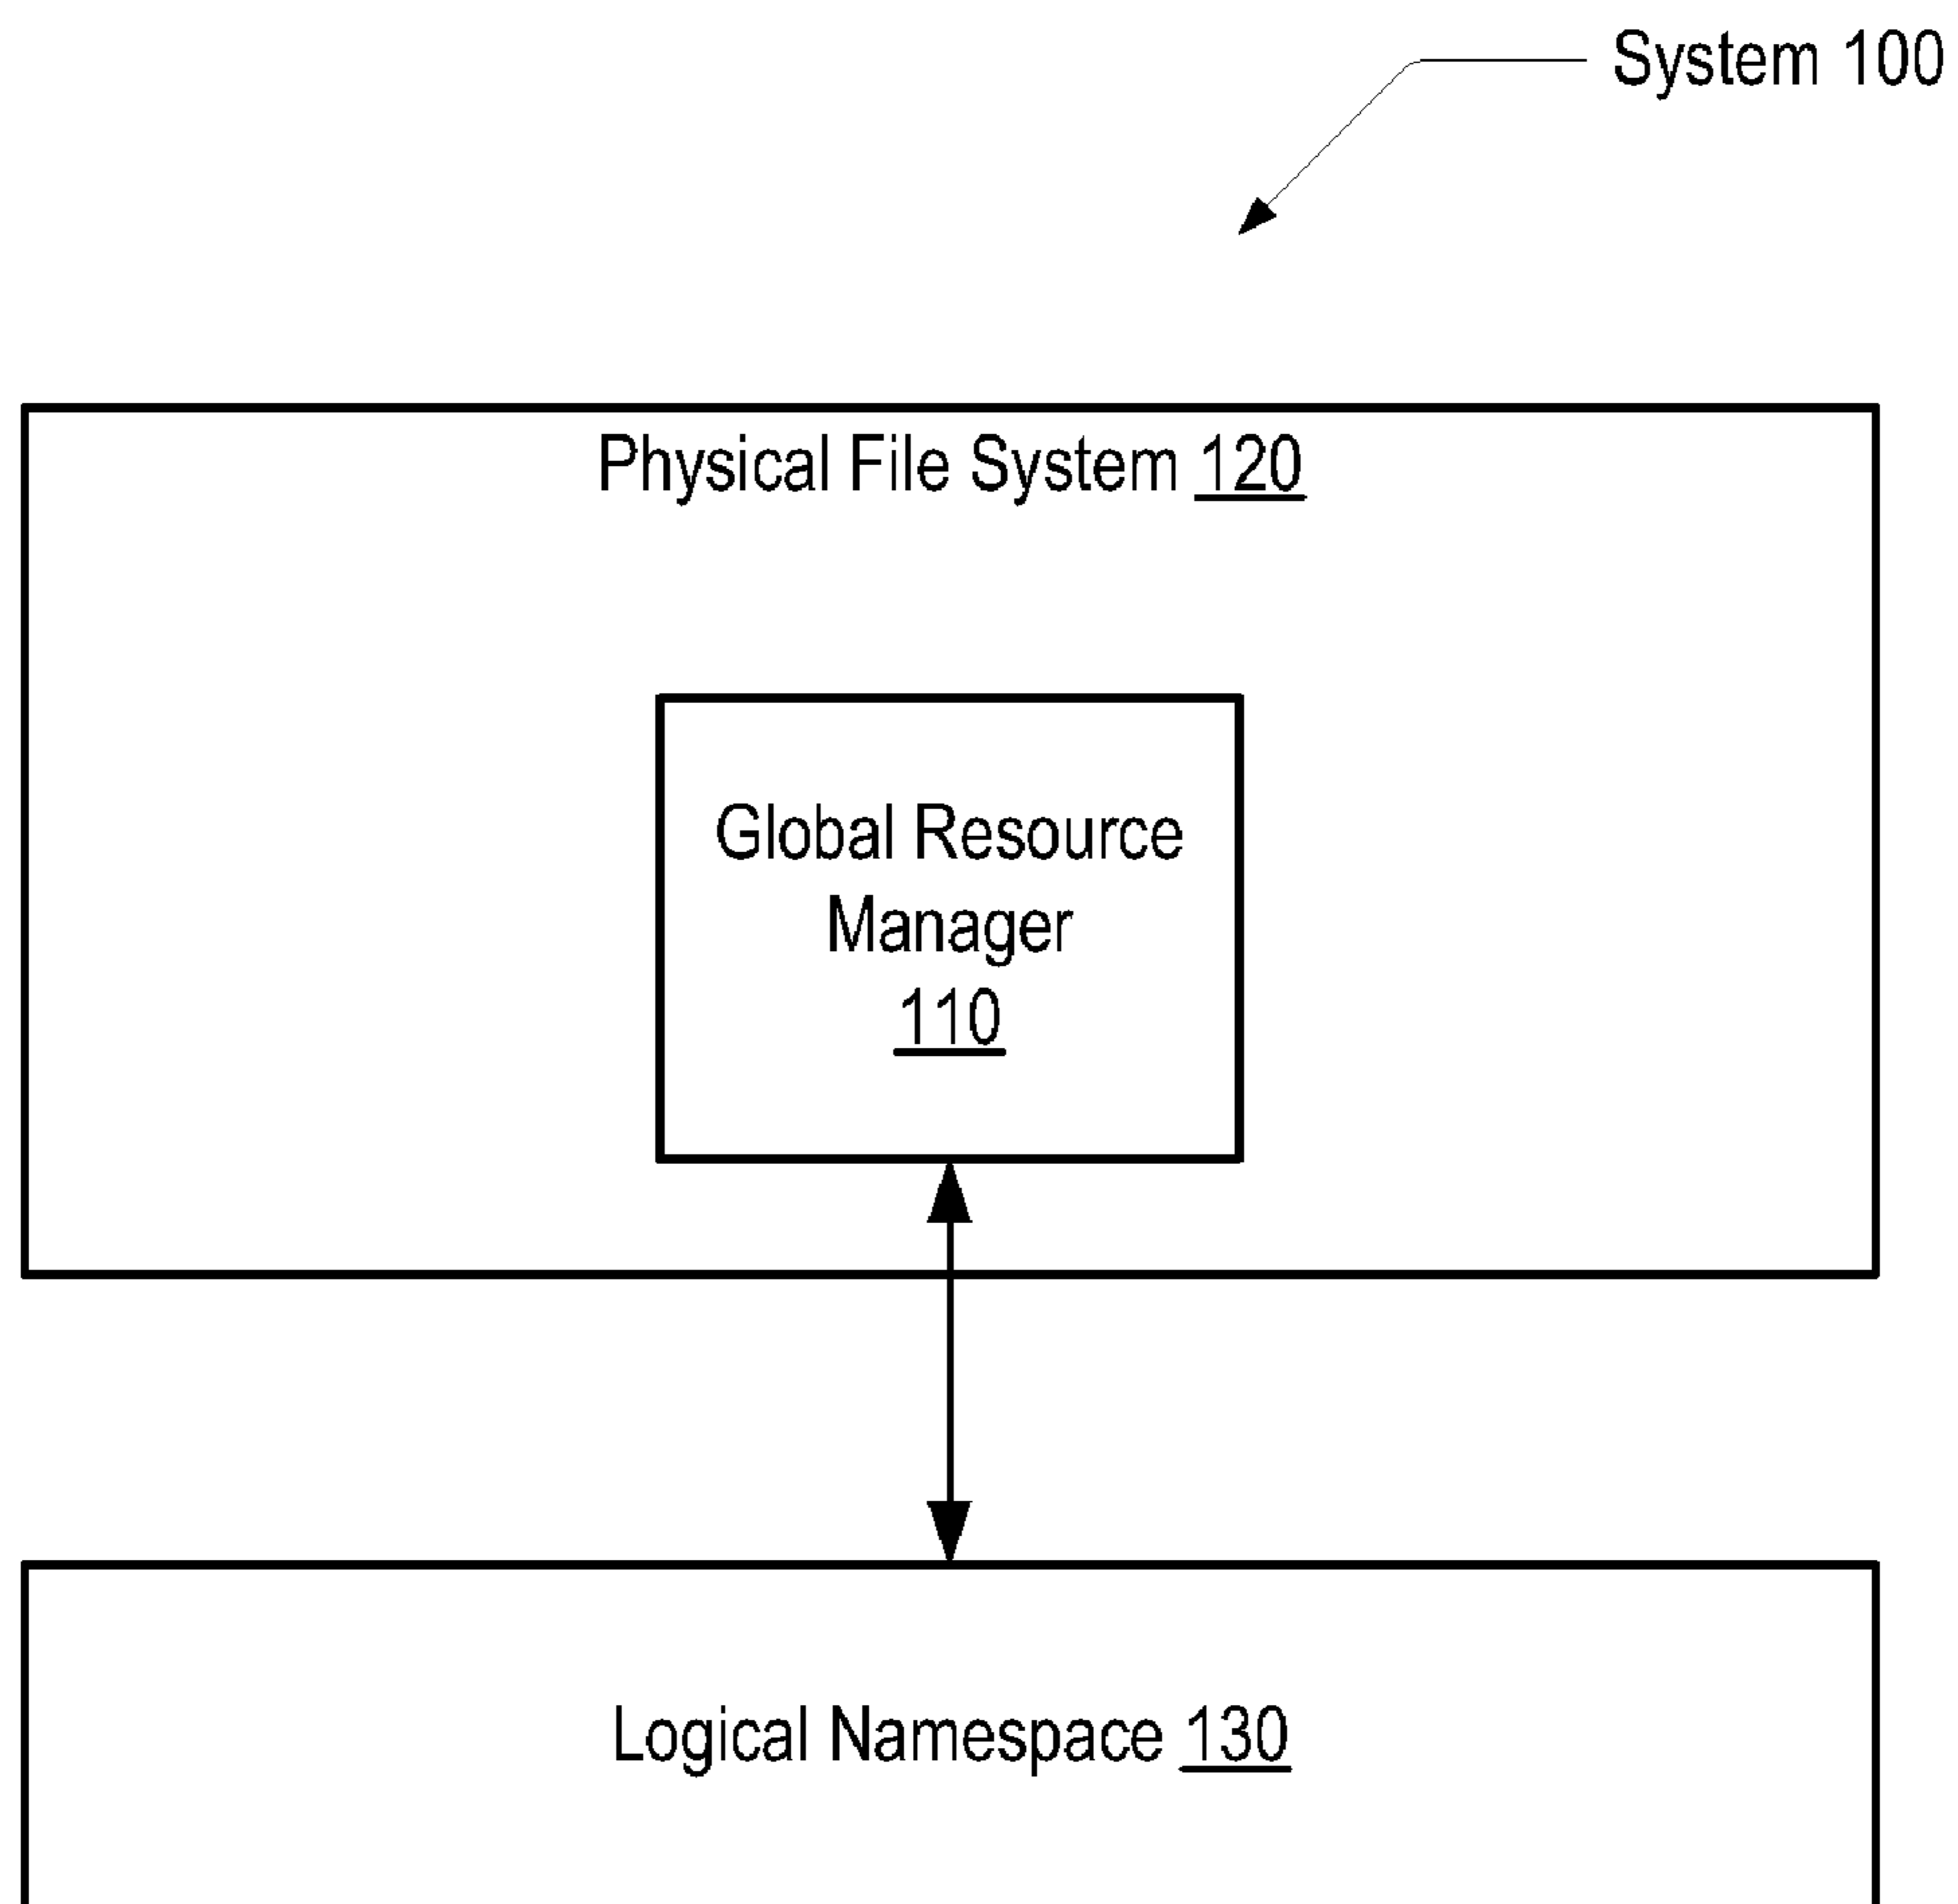 System 100
Physical File System 120
Global Resource
Manager
110
Logical Namespace 130